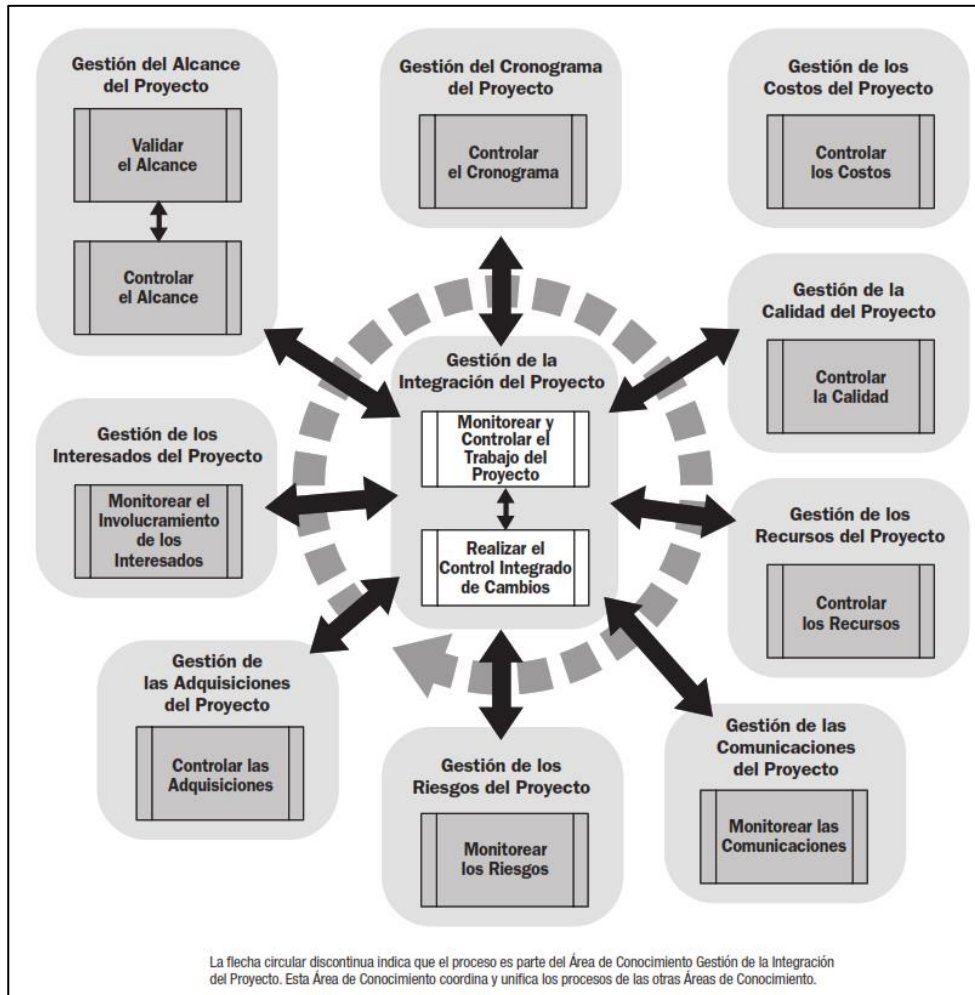 Gestión del Alcance
del Proyecto
Validar
el Alcance
Controlar
el Alcance
Gestión del Cronograma
del Proyecto
Controlar
el Cronograma
Gestión de los
Costos del Proyecto
Controlar
los Costos
Gestión de la
Calidad del Proyecto
Controlar
la Calidad
Gestión de la
Integración del Proyecto
Monitorear y
Controlar el
Trabajo del
Proyecto
Realizar el
Control Integrado
de Cambios
Gestión de los
Interesados del Proyecto
Monitorear el
Involucramiento
de los
Interesados
Gestión de los
Recursos del Proyecto
Controlar
los Recursos
Gestión de
las Adquisiciones
del Proyecto
Controlar las
Adquisiciones
Gestión de los
Riesgos del Proyecto
Monitorear
los Riesgos
Gestión de las
Comunicaciones
del Proyecto
Monitorear las
Comunicaciones
La flecha circular discontinua indica que el proceso es parte del Área de Conocimiento Gestión de la Integración
del Proyecto. Esta Área de Conocimiento coordina y unifica los procesos de las otras Áreas de Conocimiento.